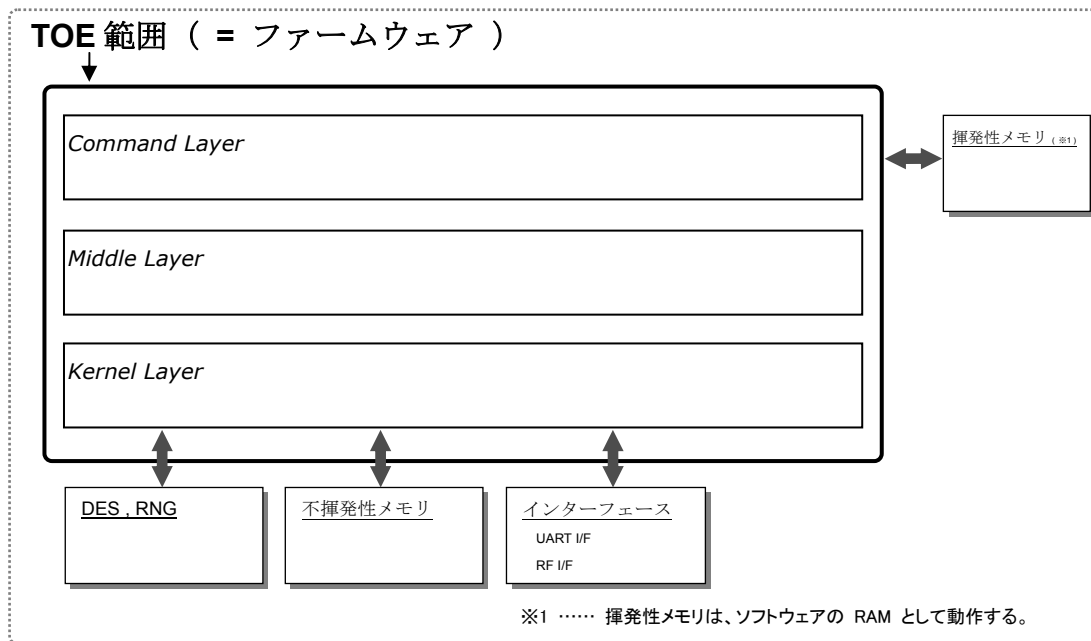 TOE 範囲 ( = ファームウェア )
Command Layer
揮発性メモリ(※1)
Middle Layer
Kernel Layer
DES , RNG
不揮発性メモリ
インターフェース
UART I/F
RF I/F
※1 …… 揮発性メモリは、ソフトウェアの RAM として動作する。